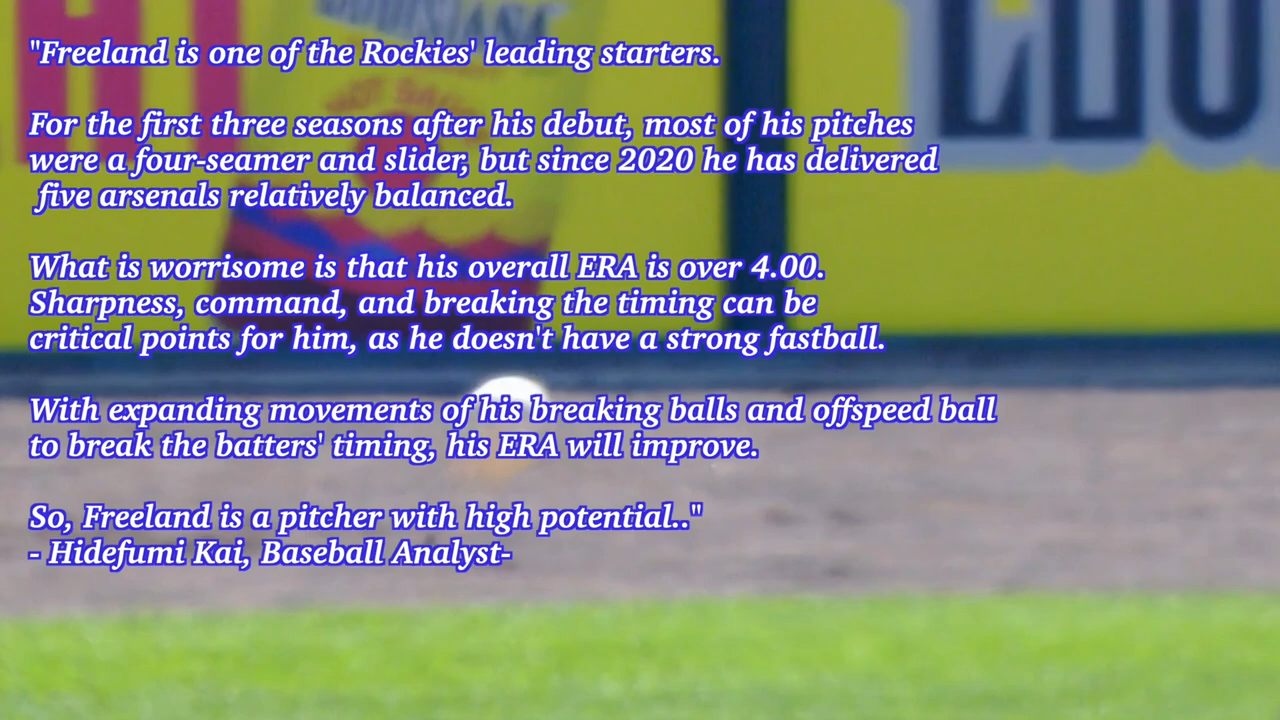 LOUISIANA
"Freeland is one of the Rockies' leading starters.
For the first three seasons after his debut, most of his pitches
were a four-seamer and slider, but since 2020 he has delivered
five arsenals relatively balanced.
What is worrisome is that his overall ERA is over 4.00.
Sharpness, command, and breaking the timing can be
critical points for him, as he doesn't have a strong fastball.
With expanding movements of his breaking balls and offspeed ball
to break the batters' timing, his ERA will improve.
So, Freeland is a pitcher with high potential.."
- Hidefumi Kai, Baseball Analyst-